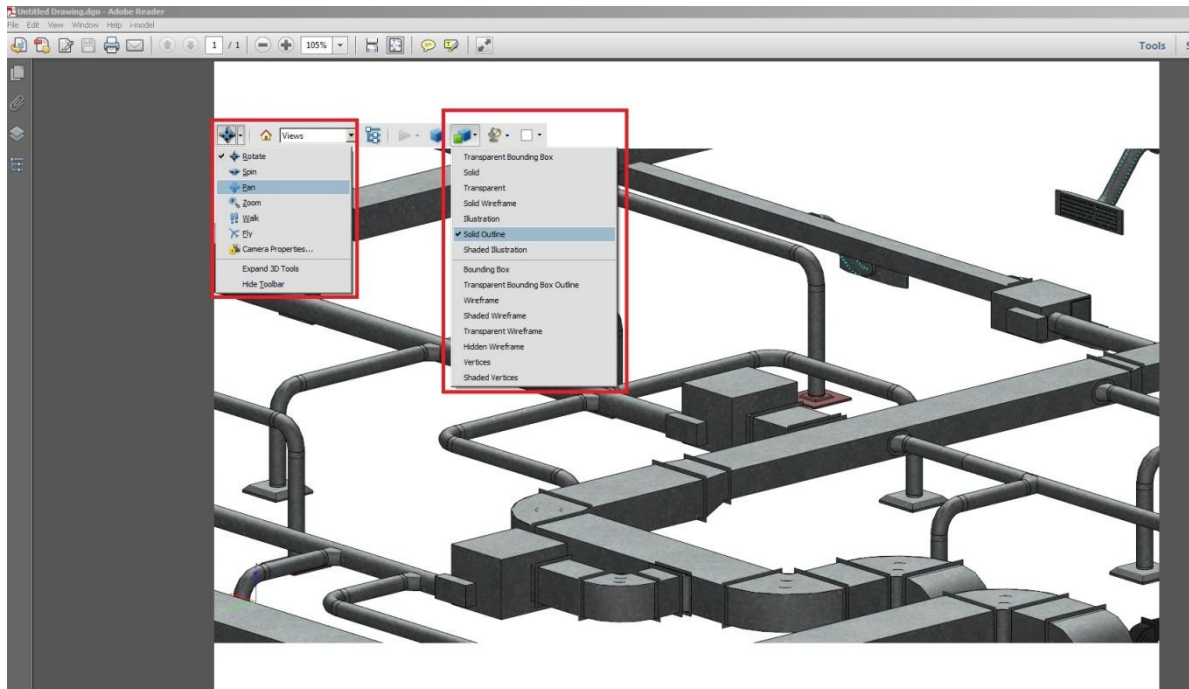 Untitled Drawing.dgn - Adobe Reader
File Edit View Window Help i-model
1 / 1 105% Tools
Views
Rotate
Spin
Pan
Zoom
Walk
Fly
Camera Properties...
Expand 3D Tools
Hide Toolbar
Transparent Bounding Box
Solid
Transparent
Solid Wireframe
Illustration
Solid Outline
Shaded Illustration
Bounding Box
Transparent Bounding Box Outline
Wireframe
Shaded Wireframe
Transparent Wireframe
Hidden Wireframe
Vertices
Shaded Vertices